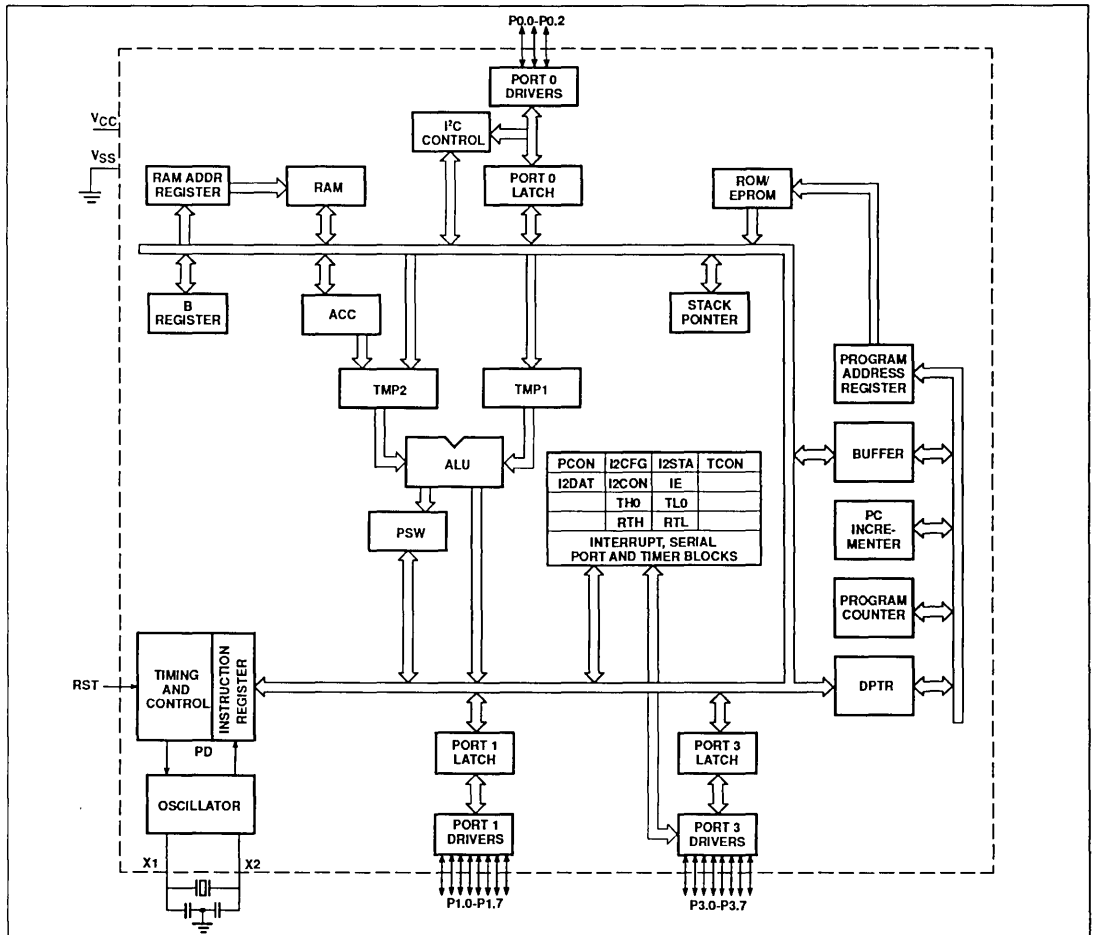 P0.0-P0.2
PORT 0
DRIVERS
VCC
I²C
CONTROL
VSS
RAM ADDR
REGISTER
RAM
PORT 0
LATCH
ROM/
EPROM
B
REGISTER
ACC
STACK
POINTER
PROGRAM
ADDRESS
REGISTER
TMP2
TMP1
ALU
BUFFER
PCON I2CFG I2STA TCON
I2DAT I2CON IE
TH0 TL0
RTH RTL
INTERRUPT, SERIAL
PORT AND TIMER BLOCKS
PSW
PC
INCRE-
MENTER
PROGRAM
COUNTER
RST
TIMING
AND
CONTROL
INSTRUCTION
REGISTER
DPTR
PD
PORT 1
LATCH
PORT 3
LATCH
OSCILLATOR
PORT 1
DRIVERS
PORT 3
DRIVERS
X1
X2
P1.0-P1.7
P3.0-P3.7